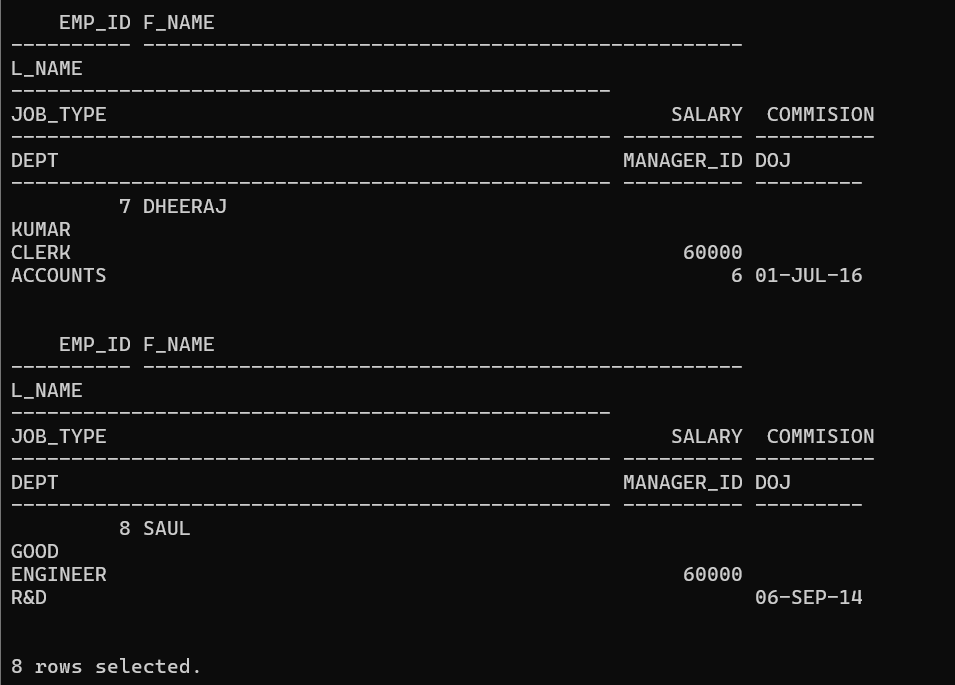 EMP_ID F_NAME
---------- --------------------------------------------------
L_NAME
--------------------------------------------------
JOB_TYPE                                               SALARY  COMMISION
-------------------------------------------------- ---------- ----------
DEPT                                               MANAGER_ID DOJ
-------------------------------------------------- ---------- ---------
         7 DHEERAJ
KUMAR
CLERK                                                   60000
ACCOUNTS                                                    6 01-JUL-16
    EMP_ID F_NAME
---------- --------------------------------------------------
L_NAME
--------------------------------------------------
JOB_TYPE                                               SALARY  COMMISION
-------------------------------------------------- ---------- ----------
DEPT                                               MANAGER_ID DOJ
-------------------------------------------------- ---------- ---------
         8 SAUL
GOOD
ENGINEER                                                60000
R&D                                                           06-SEP-14
8 rows selected.